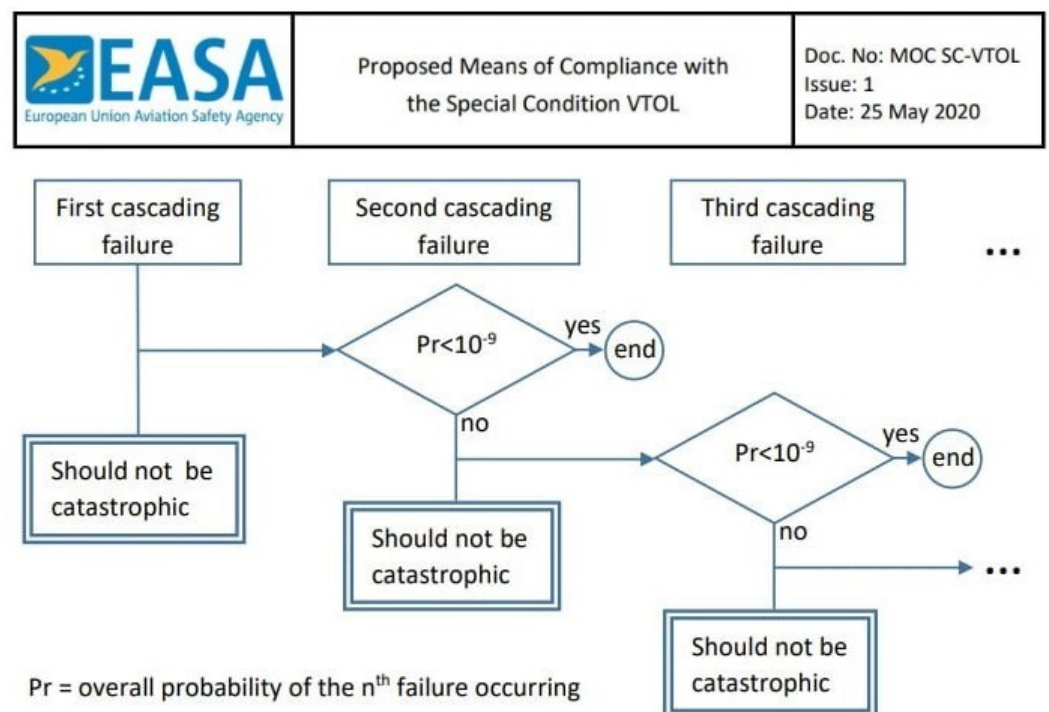 EASA
European Union Aviation Safety Agency
Proposed Means of Compliance with
the Special Condition VTOL
Doc. No: MOC SC-VTOL
Issue: 1
Date: 25 May 2020
First cascading
failure
Second cascading
failure
Third cascading
failure
...
Pr<10⁻⁹
yes
end
no
Pr<10⁻⁹
yes
end
no
...
Should not be
catastrophic
Should not be
catastrophic
Should not be
catastrophic
Pr = overall probability of the nᵗʰ failure occurring